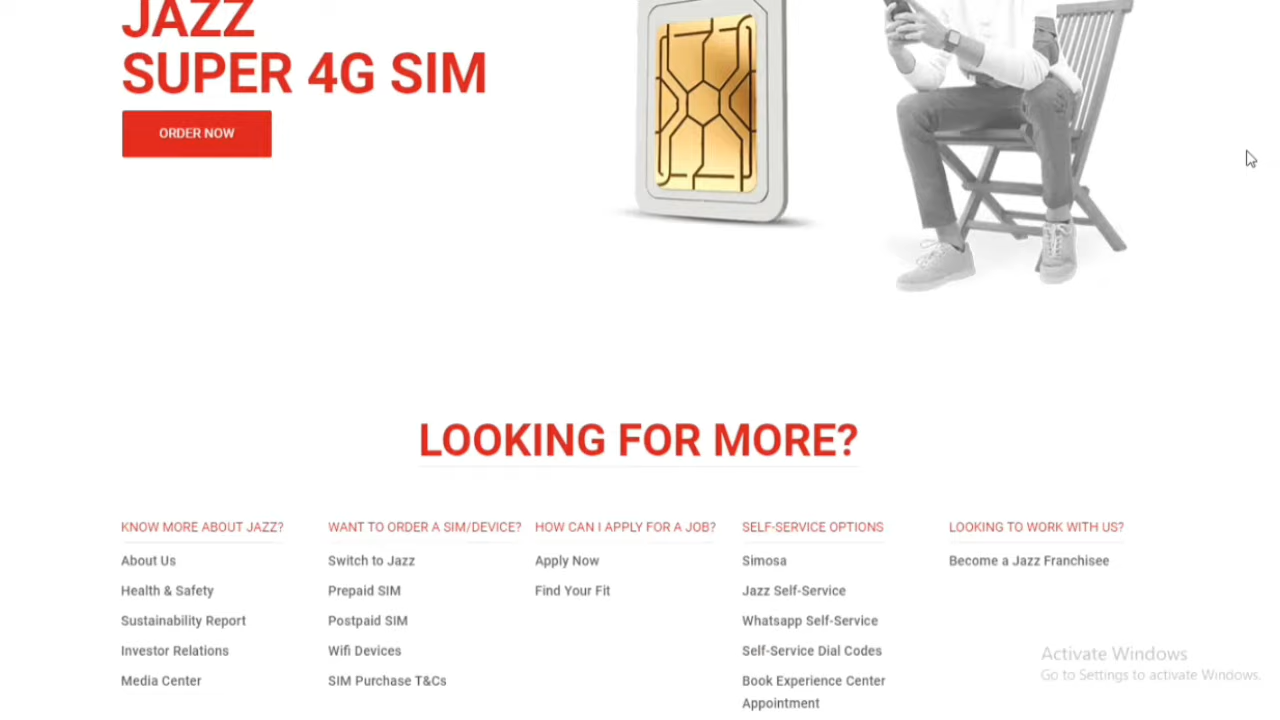 JAZZ
SUPER 4G SIM
ORDER NOW
LOOKING FOR MORE?
KNOW MORE ABOUT JAZZ?
About Us
Health & Safety
Sustainability Report
Investor Relations
Media Center
WANT TO ORDER A SIM/DEVICE?
Switch to Jazz
Prepaid SIM
Postpaid SIM
Wifi Devices
SIM Purchase T&Cs
HOW CAN I APPLY FOR A JOB?
Apply Now
Find Your Fit
SELF-SERVICE OPTIONS
Simosa
Jazz Self-Service
Whatsapp Self-Service
Self-Service Dial Codes
Book Experience Center
Appointment
LOOKING TO WORK WITH US?
Become a Jazz Franchisee
Activate Windows
Go to Settings to activate Windows.